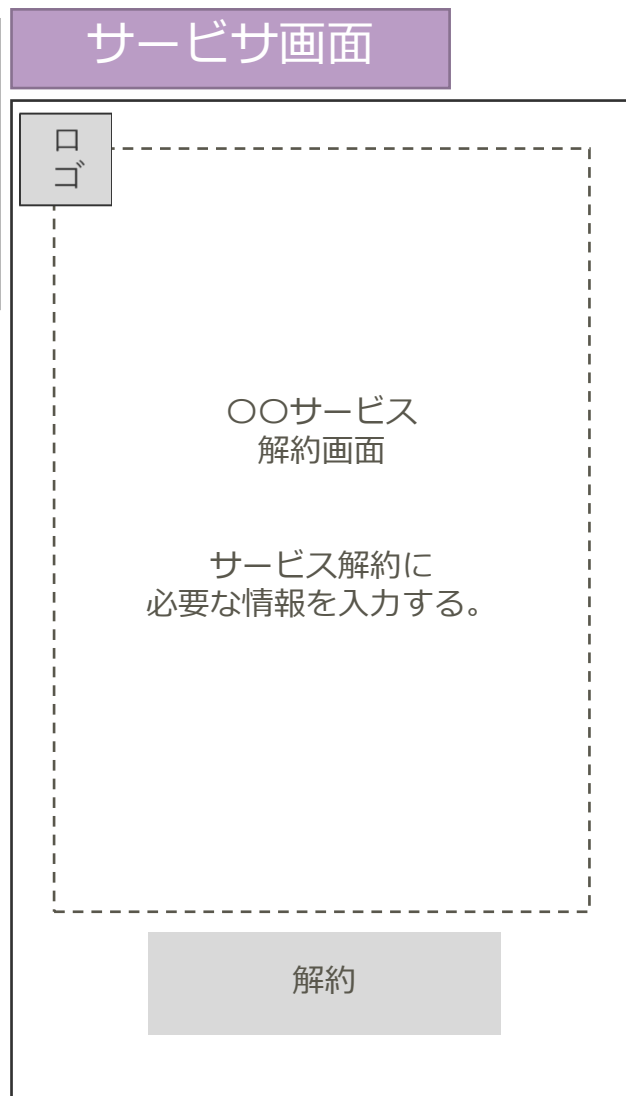 サービサ画面
ロ
ゴ
〇〇サービス
解約画面
サービス解約に
必要な情報を入力する。
解約